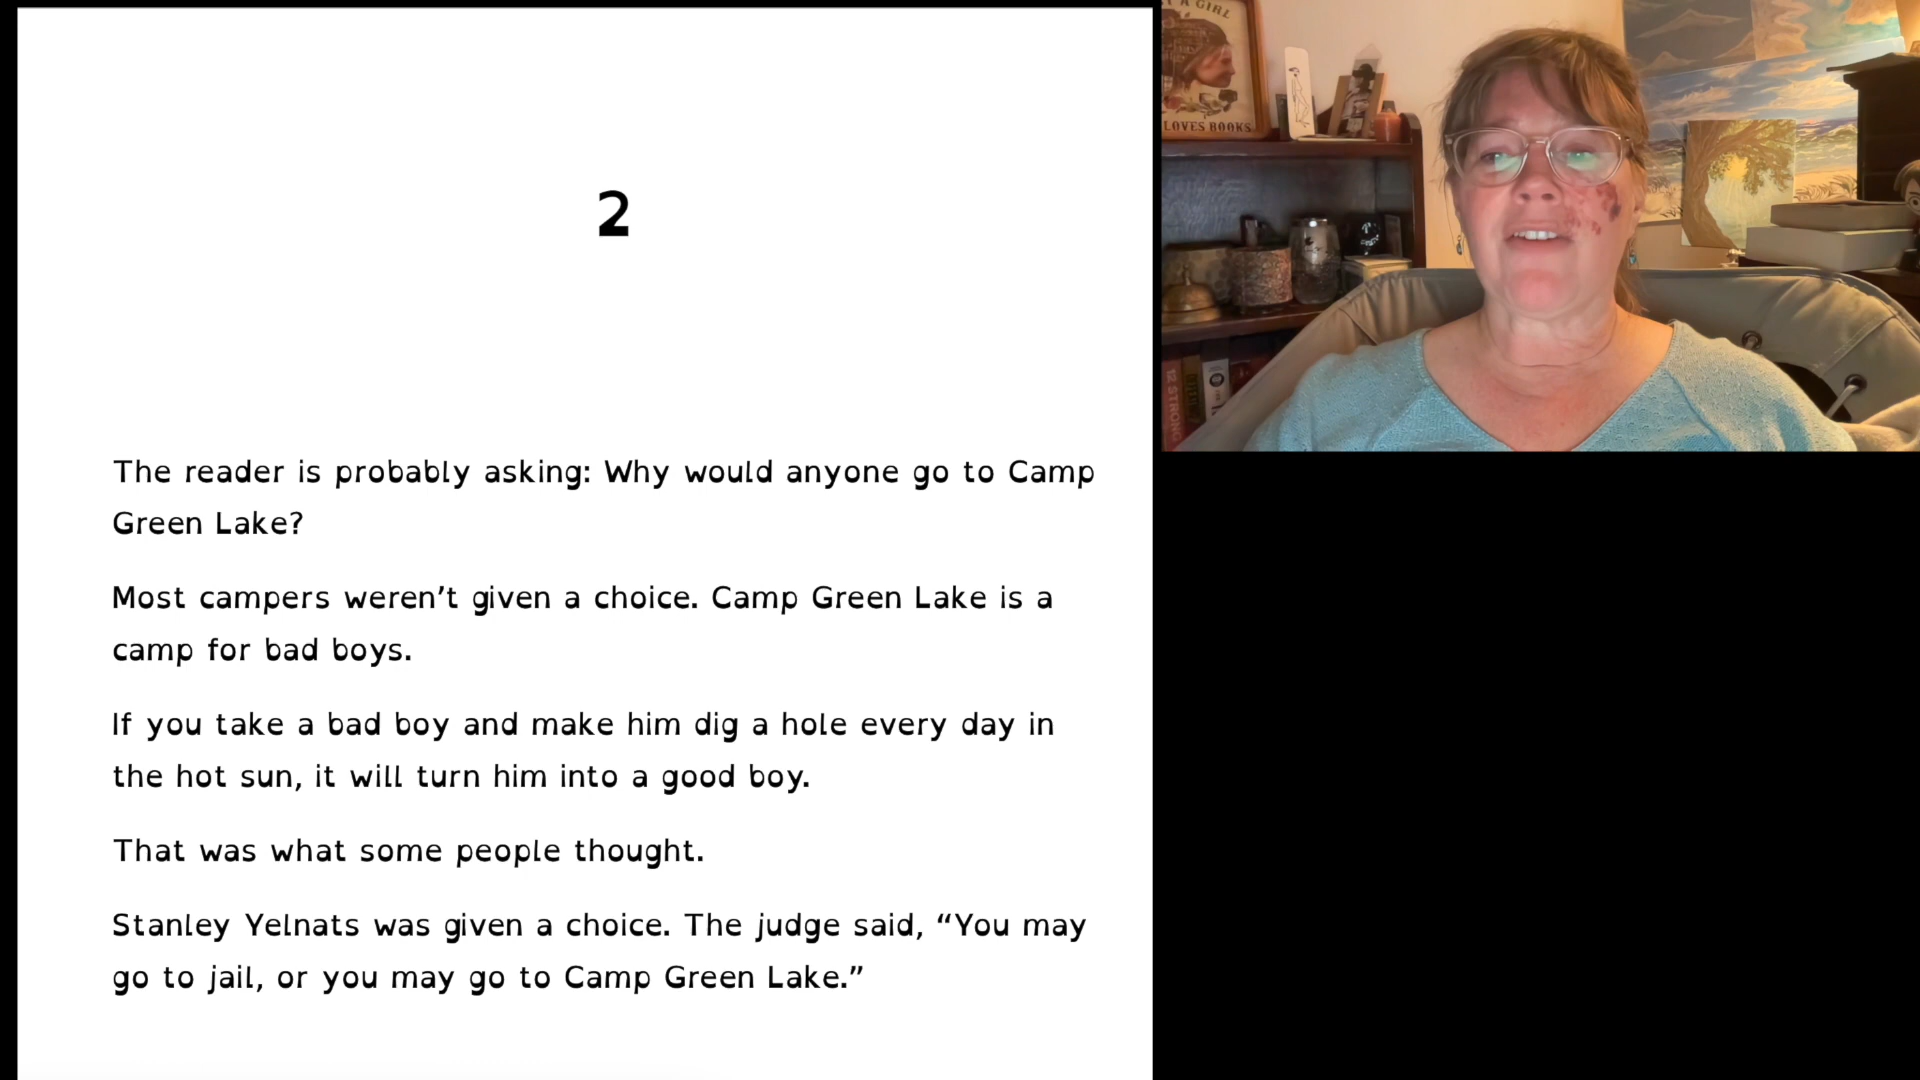 2
The reader is probably asking: Why would anyone go to Camp
Green Lake?
Most campers weren’t given a choice. Camp Green Lake is a
camp for bad boys.
If you take a bad boy and make him dig a hole every day in
the hot sun, it will turn him into a good boy.
That was what some people thought.
Stanley Yelnats was given a choice. The judge said, “You may
go to jail, or you may go to Camp Green Lake.”
A GIRL
LOVES BOOKS
12 STRONG